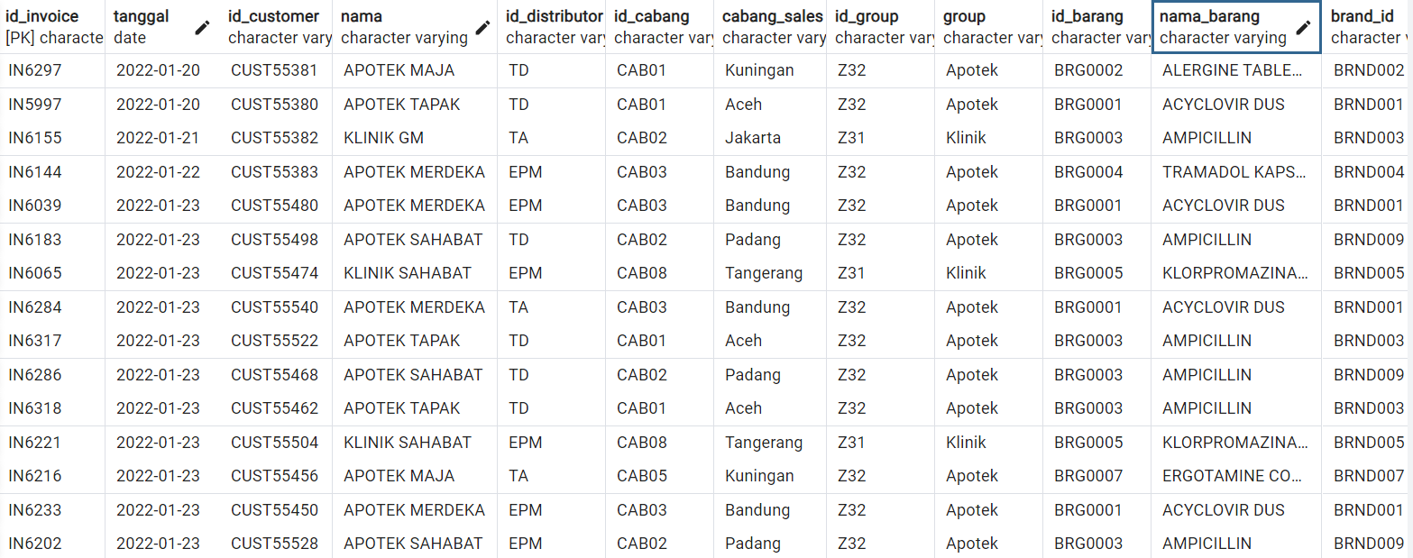 id_invoice tanggal id_customer nama id_distributor id_cabang cabang_sales id_group group id_barang nama_barang brand_id
[PK] characte date character vary character varying character var character var character varying character var character var character var character varying character v
IN6297 2022-01-20 CUST55381 APOTEK MAJA TD CAB01 Kuningan Z32 Apotek BRG0002 ALERGINE TABLE... BRND002
IN5997 2022-01-20 CUST55380 APOTEK TAPAK TD CAB01 Aceh Z32 Apotek BRG0001 ACYCLOVIR DUS BRND001
IN6155 2022-01-21 CUST55382 KLINIK GM TA CAB02 Jakarta Z31 Klinik BRG0003 AMPICILLIN BRND003
IN6144 2022-01-22 CUST55383 APOTEK MERDEKA EPM CAB03 Bandung Z32 Apotek BRG0004 TRAMADOL KAPS... BRND004
IN6039 2022-01-23 CUST55480 APOTEK MERDEKA EPM CAB03 Bandung Z32 Apotek BRG0001 ACYCLOVIR DUS BRND001
IN6183 2022-01-23 CUST55498 APOTEK SAHABAT TD CAB02 Padang Z32 Apotek BRG0003 AMPICILLIN BRND009
IN6065 2022-01-23 CUST55474 KLINIK SAHABAT EPM CAB08 Tangerang Z31 Klinik BRG0005 KLORPROMAZINA... BRND005
IN6284 2022-01-23 CUST55540 APOTEK MERDEKA TA CAB03 Bandung Z32 Apotek BRG0001 ACYCLOVIR DUS BRND001
IN6317 2022-01-23 CUST55522 APOTEK TAPAK TD CAB01 Aceh Z32 Apotek BRG0003 AMPICILLIN BRND003
IN6286 2022-01-23 CUST55468 APOTEK SAHABAT TD CAB02 Padang Z32 Apotek BRG0003 AMPICILLIN BRND009
IN6318 2022-01-23 CUST55462 APOTEK TAPAK TD CAB01 Aceh Z32 Apotek BRG0003 AMPICILLIN BRND003
IN6221 2022-01-23 CUST55504 KLINIK SAHABAT EPM CAB08 Tangerang Z31 Klinik BRG0005 KLORPROMAZINA... BRND005
IN6216 2022-01-23 CUST55456 APOTEK MAJA TA CAB05 Kuningan Z32 Apotek BRG0007 ERGOTAMINE CO... BRND007
IN6233 2022-01-23 CUST55450 APOTEK MERDEKA EPM CAB03 Bandung Z32 Apotek BRG0001 ACYCLOVIR DUS BRND001
IN6202 2022-01-23 CUST55528 APOTEK SAHABAT EPM CAB02 Padang Z32 Apotek BRG0003 AMPICILLIN BRND009